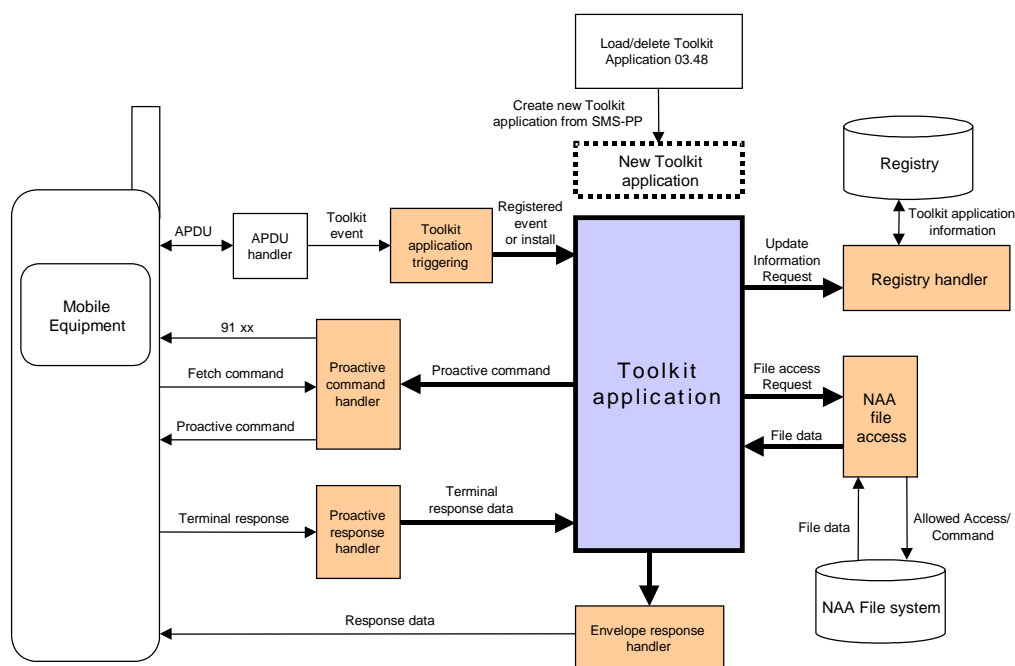 Load/delete Toolkit
Application 03.48
Create new Toolkit
application from SMS-PP
New Toolkit
application
Registry
Toolkit application
information
APDU
APDU
handler
Toolkit
event
Toolkit
application
triggering
Registered
event
or install
Update
Information
Request
Registry handler
Mobile
Equipment
91 xx
Fetch command
Proactive command
Proactive
command
handler
Proactive command
Toolkit
application
File access
Request
File data
NAA
file
access
Terminal response
Proactive
response
handler
Terminal
response data
File data
Allowed Access/
Command
NAA File system
Response data
Envelope response
handler